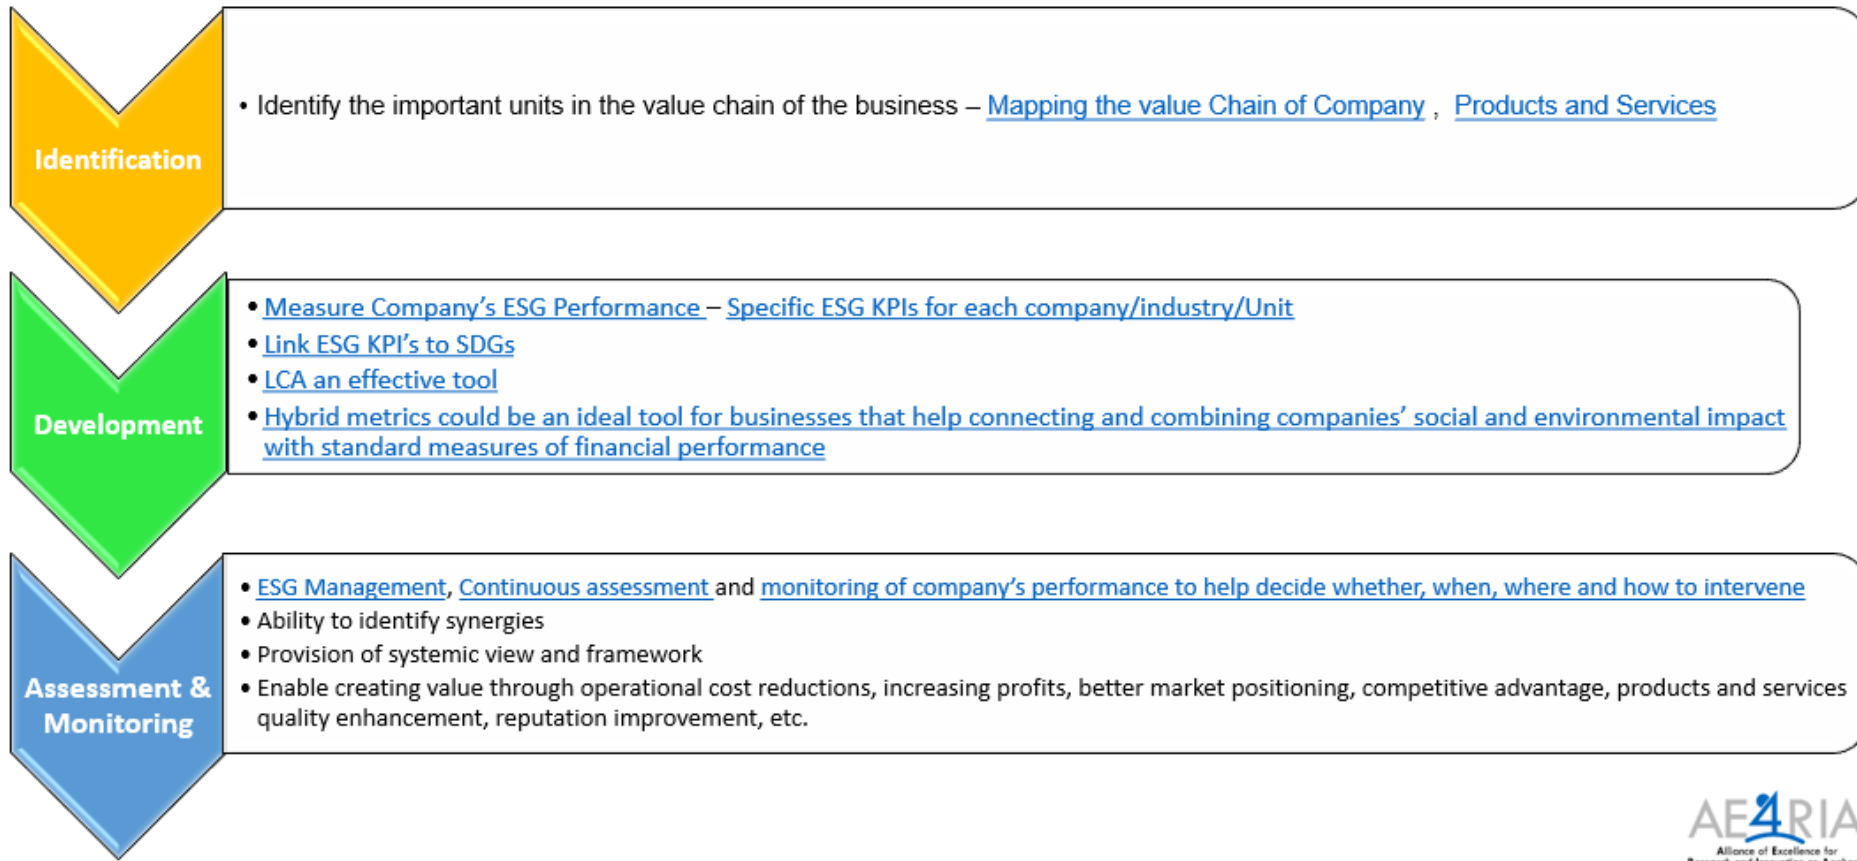 • Identify the important units in the value chain of the business – Mapping the value Chain of Company , Products and Services
Identification
• Measure Company's ESG Performance – Specific ESG KPIs for each company/industry/Unit
• Link ESG KPI's to SDGs
• LCA an effective tool
• Hybrid metrics could be an ideal tool for businesses that help connecting and combining companies' social and environmental impact
with standard measures of financial performance
Development
• ESG Management, Continuous assessment and monitoring of company's performance to help decide whether, when, where and how to intervene
• Ability to identify synergies
• Provision of systemic view and framework
• Enable creating value through operational cost reductions, increasing profits, better market positioning, competitive advantage, products and services
quality enhancement, reputation improvement, etc.
Assessment &
Monitoring
AE4RIA
Alliance of Excellence for
Research and Innovation on